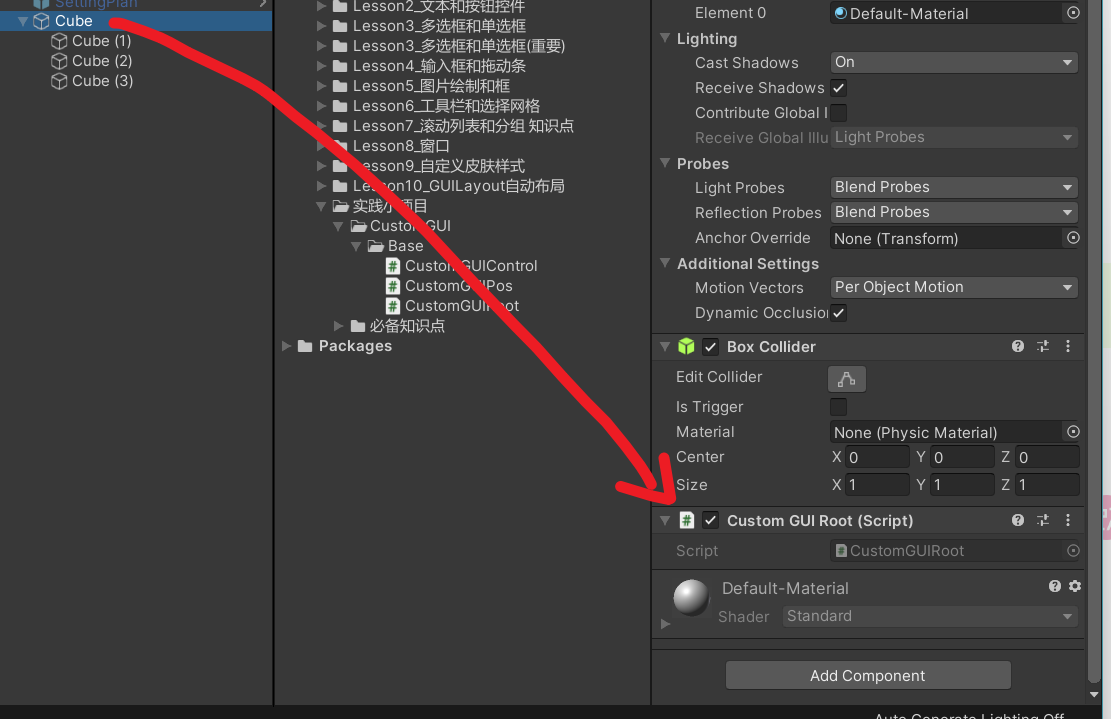 SettingPlan
Cube
Cube (1)
Cube (2)
Cube (3)
Lesson2_文本和按钮控件
Lesson3_多选框和单选框
Lesson3_多选框和单选框(重要)
Lesson4_输入框和拖动条
Lesson5_图片绘制和框
Lesson6_工具栏和选择网格
Lesson7_滚动列表和分组 知识点
Lesson8_窗口
Lesson9_自定义皮肤样式
Lesson10_GUILayout自动布局
实践小项目
CustomGUI
Base
CustomGUIControl
CustomGUIPos
CustomGUIRoot
必备知识点
Packages
Element 0 Default-Material
Lighting
Cast Shadows On
Receive Shadows
Contribute Global I
Receive Global Illu Light Probes
Probes
Light Probes Blend Probes
Reflection Probes Blend Probes
Anchor Override None (Transform)
Additional Settings
Motion Vectors Per Object Motion
Dynamic Occlusion
Box Collider
Edit Collider
Is Trigger
Material None (Physic Material)
Center X 0 Y 0 Z 0
Size X 1 Y 1 Z 1
# Custom GUI Root (Script)
Script CustomGUIRoot
Default-Material
Shader Standard
Add Component
Auto Generate Lighting Off